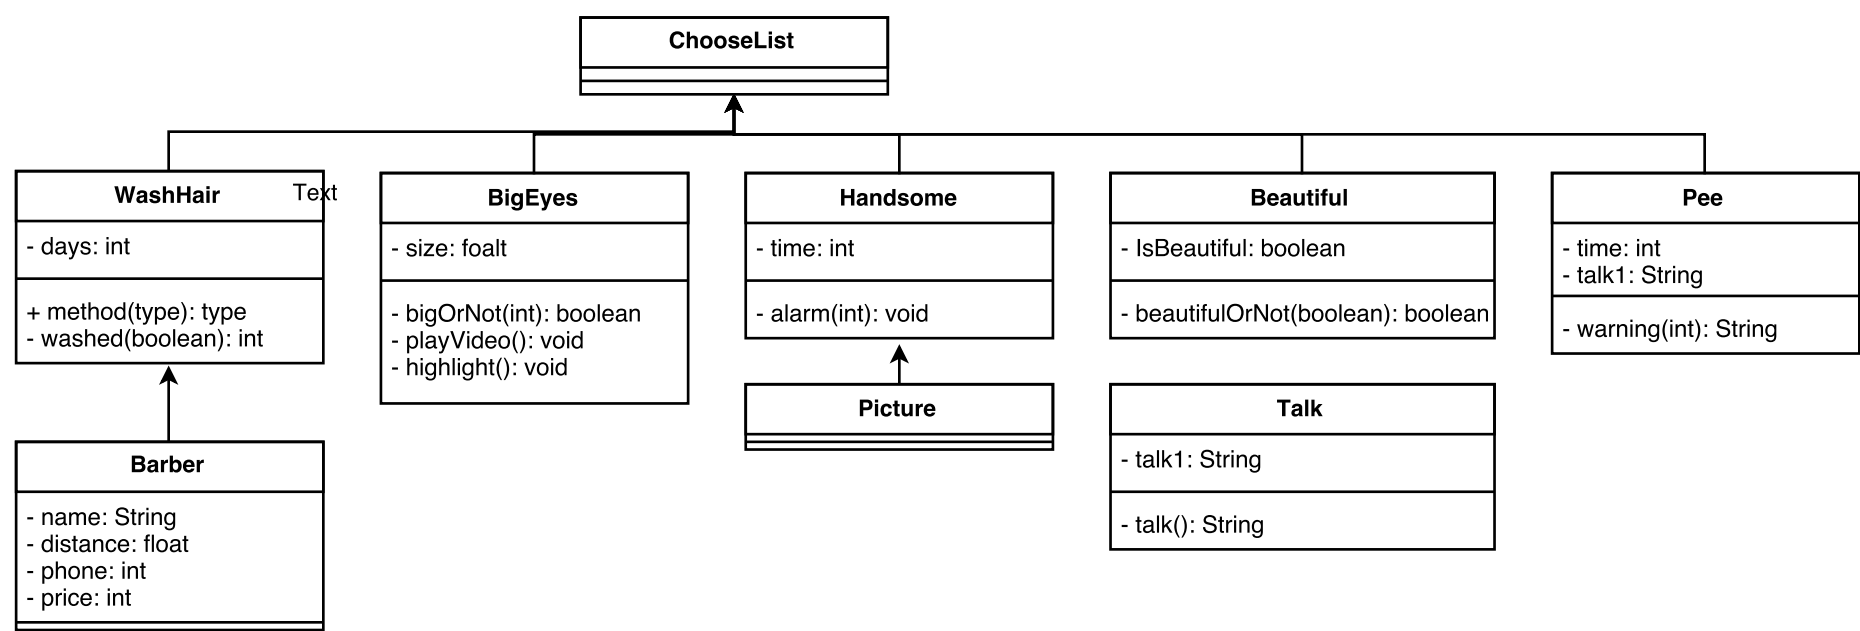 ChooseList
WashHair
Text
- days: int
+ method(type): type
- washed(boolean): int
BigEyes
- size: foalt
- bigOrNot(int): boolean
- playVideo(): void
- highlight(): void
Handsome
- time: int
- alarm(int): void
Beautiful
- IsBeautiful: boolean
- beautifulOrNot(boolean): boolean
Pee
- time: int
- talk1: String
- warning(int): String
Barber
- name: String
- distance: float
- phone: int
- price: int
Picture
Talk
- talk1: String
- talk(): String